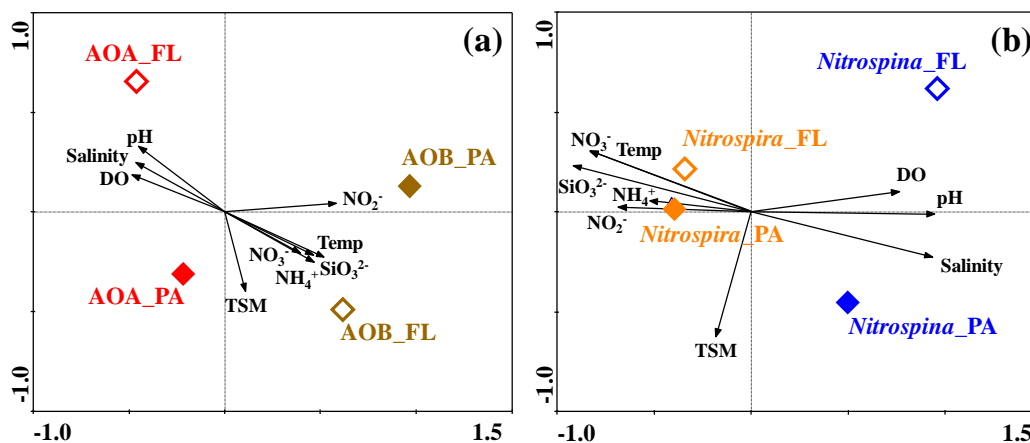 1.0
(a)
AOA_FL
pH
Salinity
DO
AOB_PA
NO₂⁻
Temp
NO₃⁻
SiO₃²⁻
NH₄⁺
TSM
AOA_PA
AOB_FL
-1.0
-1.0
1.5
1.0
(b)
Nitrospina_FL
NO₃⁻
Temp
Nitrospira_FL
DO
SiO₃²⁻
NH₄⁺
pH
NO₂⁻
Nitrospira_PA
Salinity
Nitrospina_PA
TSM
-1.0
-1.0
1.5